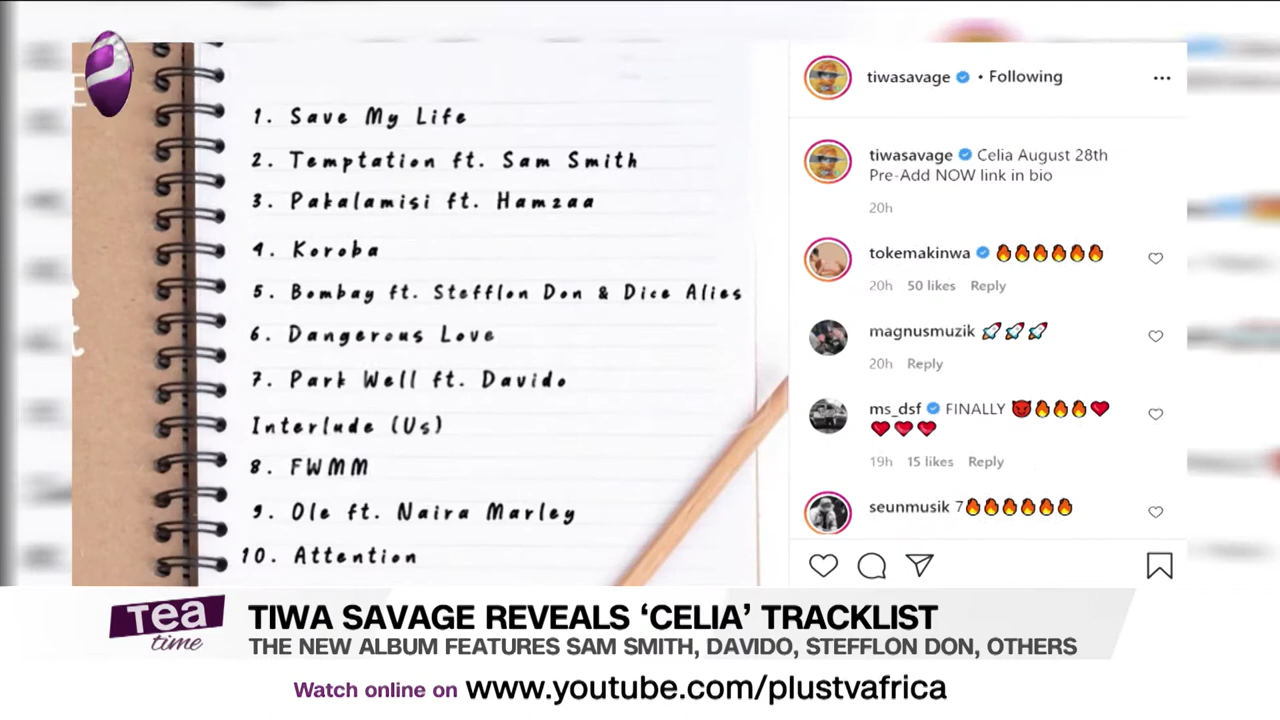 1. Save My Life
2. Temptation ft. Sam Smith
3. Pakalamisi ft. Hamzaa
4. Koroba
5. Bombay ft. Stefflon Don & Dice Alies
6. Dangerous Love
7. Park Well ft. Davido
Interlude (Us)
8. FWMM
9. Ole ft. Naira Marley
10. Attention
tiwasavage • Following
tiwasavage Celia August 28th
Pre-Add NOW link in bio
20h
tokemakinwa 🔥🔥🔥🔥🔥🔥
20h 50 likes Reply
magnusmuzik 🚀🚀🚀
20h Reply
ms_dsf FINALLY 😈🔥🔥🔥❤️
❤️❤️❤️
19h 15 likes Reply
seunmusik 7🔥🔥🔥🔥🔥🔥
Tea
time
TIWA SAVAGE REVEALS ‘CELIA’ TRACKLIST
THE NEW ALBUM FEATURES SAM SMITH, DAVIDO, STEFFLON DON, OTHERS
Watch online on www.youtube.com/plustvafrica